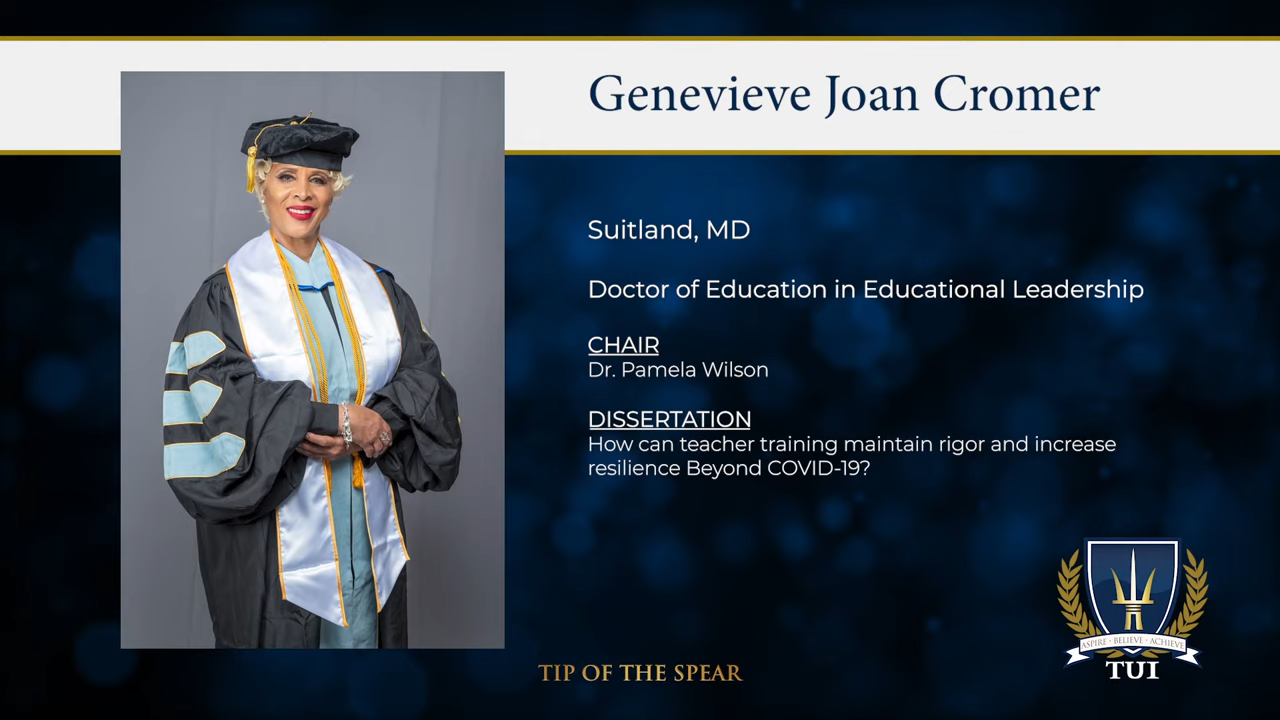 Genevieve Joan Cromer
Suitland, MD
Doctor of Education in Educational Leadership
CHAIR
Dr. Pamela Wilson
DISSERTATION
How can teacher training maintain rigor and increase
resilience Beyond COVID-19?
ASPIRE · BELIEVE · ACHIEVE
TUI
TIP OF THE SPEAR